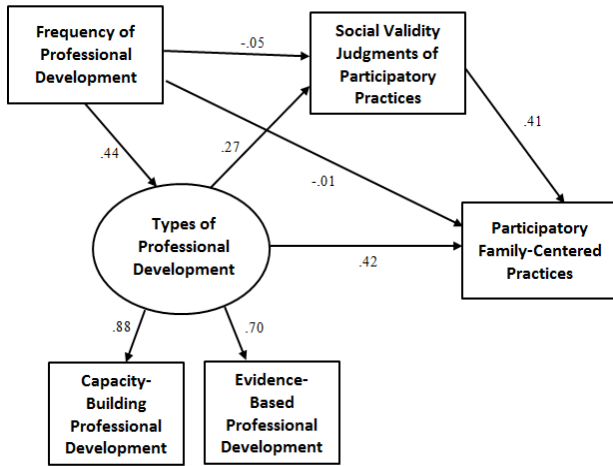 Frequency of
Professional
Development
-.05
Social Validity
Judgments of
Participatory
Practices
.44
.27
.41
-.01
Types of
Professional
Development
.42
Participatory
Family-Centered
Practices
.88
.70
Capacity-
Building
Professional
Development
Evidence-
Based
Professional
Development